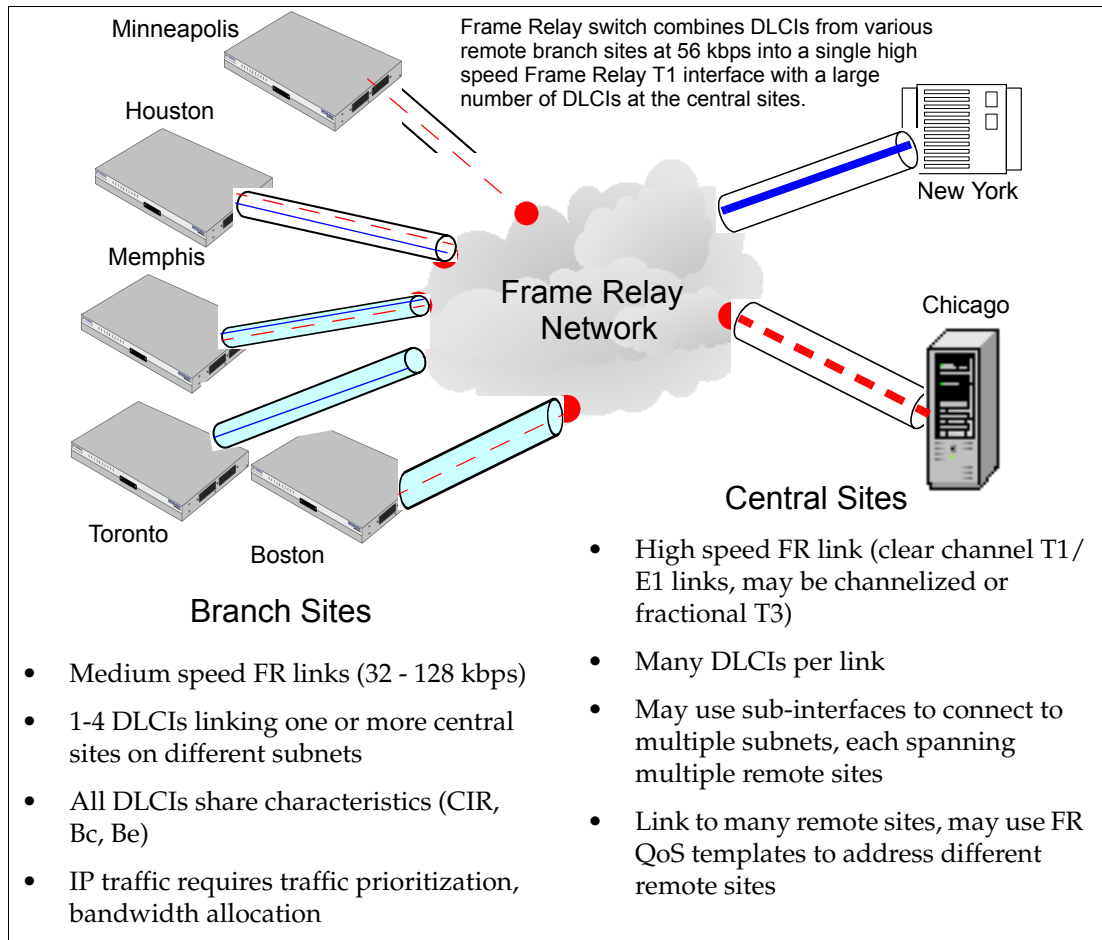 Minneapolis
Frame Relay switch combines DLCIs from various
remote branch sites at 56 kbps into a single high
speed Frame Relay T1 interface with a large
number of DLCIs at the central sites.
Houston
New York
Memphis
Frame Relay
Network
Chicago
Toronto
Boston
Branch Sites
• Medium speed FR links (32 - 128 kbps)
• 1-4 DLCIs linking one or more central
sites on different subnets
• All DLCIs share characteristics (CIR,
Bc, Be)
• IP traffic requires traffic prioritization,
bandwidth allocation
Central Sites
• High speed FR link (clear channel T1/
E1 links, may be channelized or
fractional T3)
• Many DLCIs per link
• May use sub-interfaces to connect to
multiple subnets, each spanning
multiple remote sites
• Link to many remote sites, may use FR
QoS templates to address different
remote sites